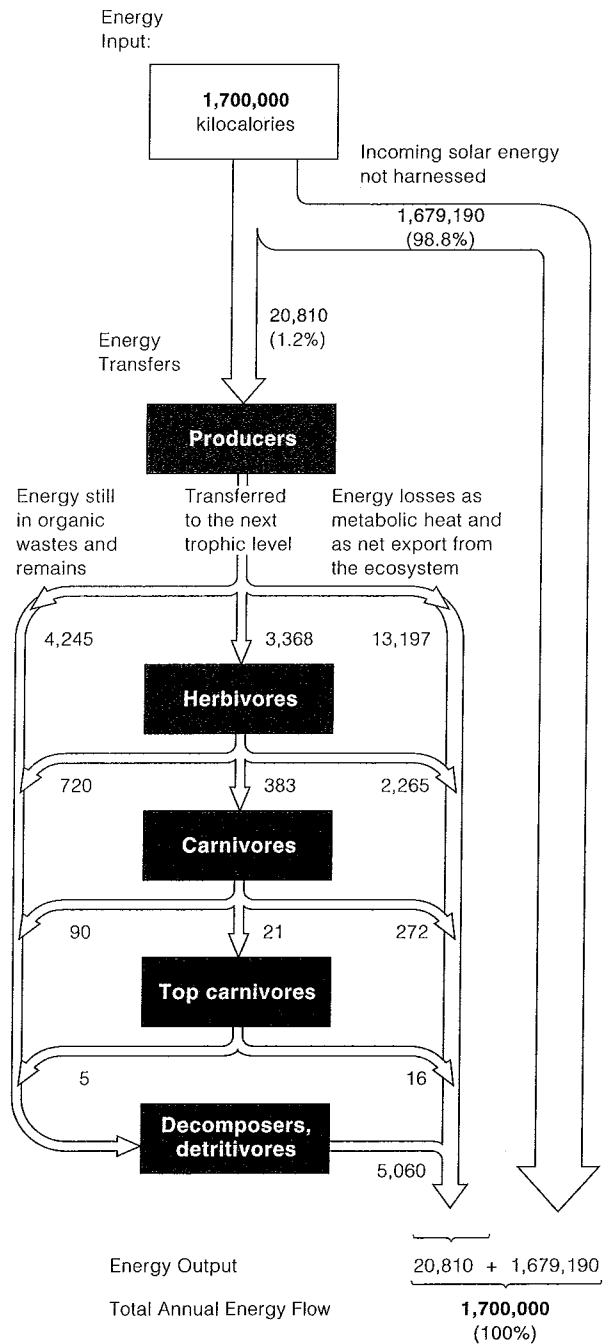 Energy
Input:
1,700,000
kilocalories
Incoming solar energy
not harnessed
1,679,190
(98.8%)
20,810
(1.2%)
Energy
Transfers
Producers
Energy still
in organic
wastes and
remains
Transferred
to the next
trophic level
Energy losses as
metabolic heat and
as net export from
the ecosystem
4,245
3,368
13,197
Herbivores
720
383
2,265
Carnivores
90
21
272
Top carnivores
5
16
Decomposers,
detritivores
5,060
Energy Output
20,810 + 1,679,190
Total Annual Energy Flow
1,700,000
(100%)